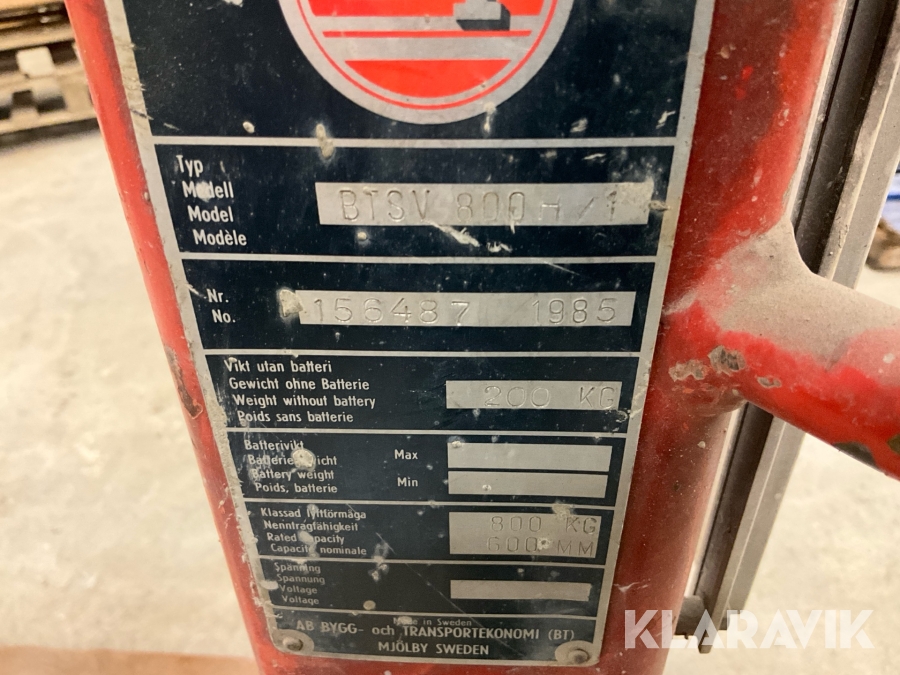 Typ
Modell
Model
Modèle
BTSV 800 H / 1
Nr.
No.
156487 1985
Vikt utan batteri
Gewicht ohne Batterie
Weight without battery
Poids sans batterie
200 KG
Batterivikt
Batteriegewicht
Battery weight
Poids, batterie
Max
Min
Klassad lyftförmåga
Nenntragfähigkeit
Rated capacity
Capacité nominale
800 KG
600 MM
Spänning
Spannung
Voltage
Voltage
Made in Sweden
AB BYGG- och TRANSPORTEKONOMI (BT)
MJÖLBY SWEDEN
KLARAVIK